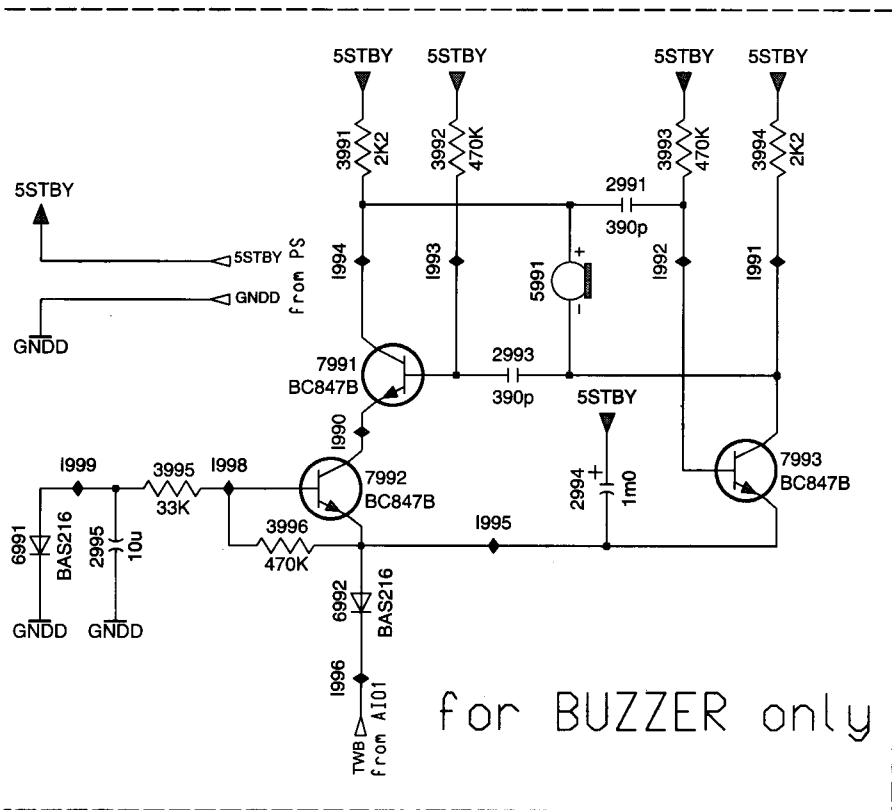 5STBY
5STBY
5STBY
5STBY
3991
2K2
3992
470K
3993
470K
3994
2K2
2991
390p
5STBY
5STBY
GNDD
from PS
GNDD
I994
I993
5991
+
-
I992
I991
7991
BC847B
2993
390p
5STBY
I990
I999
3995
33K
I998
7992
BC847B
2994
+
1m0
7993
BC847B
6991
BAS216
2995
10u
3996
470K
I995
GNDD
GNDD
6992
BAS216
I996
TWB
from AIO1
for BUZZER only